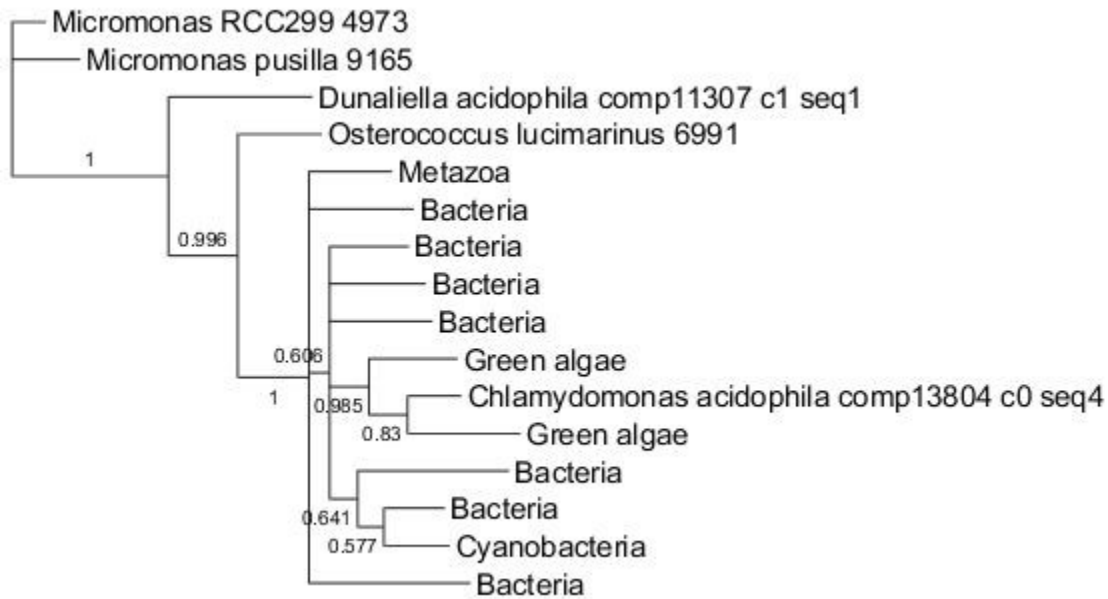 Micromonas RCC299 4973
Micromonas pusilla 9165
Dunaliella acidophila comp11307 c1 seq1
Osterococcus lucimarinus 6991
1
Metazoa
Bacteria
0.996
Bacteria
Bacteria
Bacteria
0.606
Green algae
1
0.985
Chlamydomonas acidophila comp13804 c0 seq4
0.83
Green algae
Bacteria
0.641
Bacteria
0.577
Cyanobacteria
Bacteria